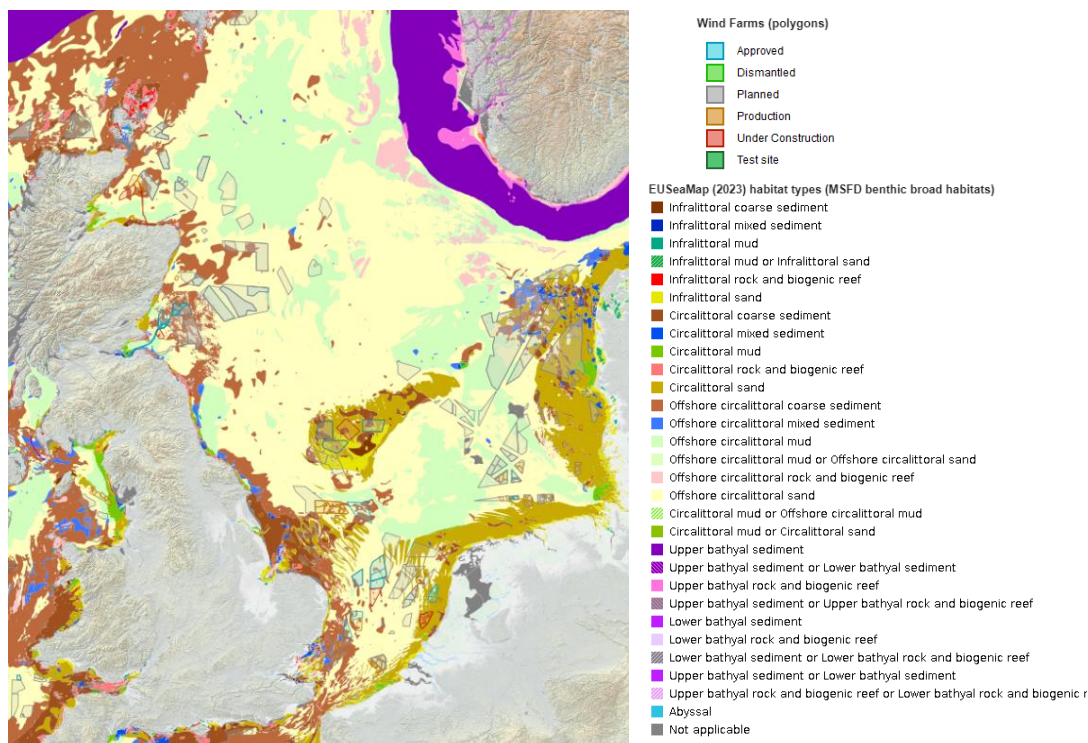 Wind Farms (polygons)
Approved
Dismantled
Planned
Production
Under Construction
Test site
EUSeaMap (2023) habitat types (MSFD benthic broad habitats)
Infralittoral coarse sediment
Infralittoral mixed sediment
Infralittoral mud
Infralittoral mud or Infralittoral sand
Infralittoral rock and biogenic reef
Infralittoral sand
Circalittoral coarse sediment
Circalittoral mixed sediment
Circalittoral mud
Circalittoral rock and biogenic reef
Circalittoral sand
Offshore circalittoral coarse sediment
Offshore circalittoral mixed sediment
Offshore circalittoral mud
Offshore circalittoral mud or Offshore circalittoral sand
Offshore circalittoral rock and biogenic reef
Offshore circalittoral sand
Circalittoral mud or Offshore circalittoral mud
Circalittoral mud or Circalittoral sand
Upper bathyal sediment
Upper bathyal sediment or Lower bathyal sediment
Upper bathyal rock and biogenic reef
Upper bathyal sediment or Upper bathyal rock and biogenic reef
Lower bathyal sediment
Lower bathyal rock and biogenic reef
Lower bathyal sediment or Lower bathyal rock and biogenic reef
Upper bathyal sediment or Lower bathyal sediment
Upper bathyal rock and biogenic reef or Lower bathyal rock and biogenic r
Abyssal
Not applicable